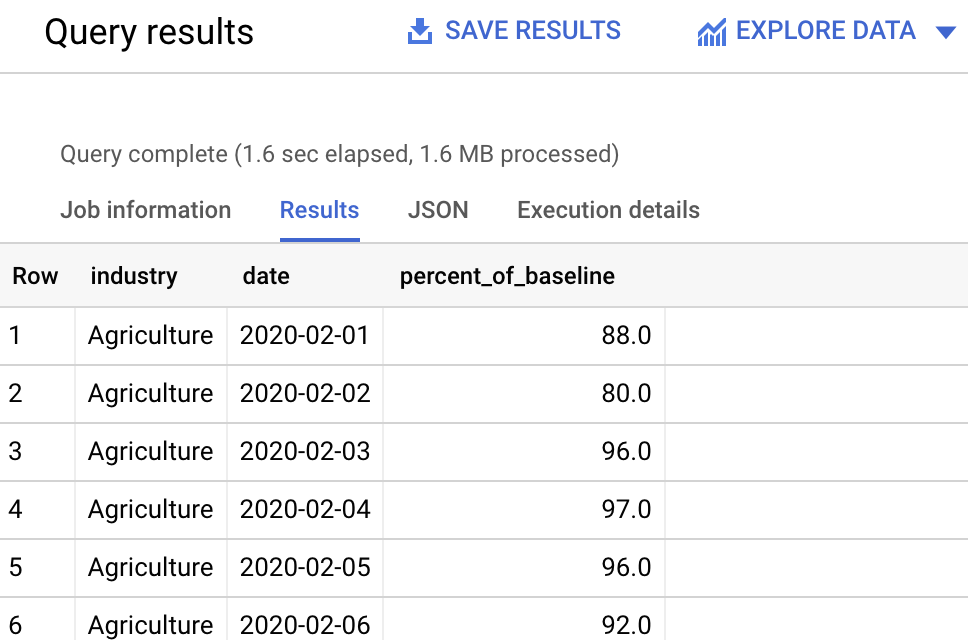 Query results SAVE RESULTS EXPLORE DATA
Query complete (1.6 sec elapsed, 1.6 MB processed)
Job information Results JSON Execution details
Row industry date percent_of_baseline
1 Agriculture 2020-02-01 88.0
2 Agriculture 2020-02-02 80.0
3 Agriculture 2020-02-03 96.0
4 Agriculture 2020-02-04 97.0
5 Agriculture 2020-02-05 96.0
6 Agriculture 2020-02-06 92.0